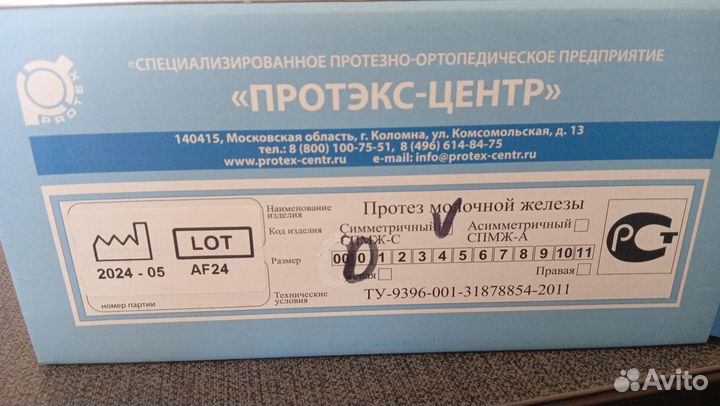 PROTEX
«СПЕЦИАЛИЗИРОВАННОЕ ПРОТЕЗНО-ОРТОПЕДИЧЕСКОЕ ПРЕДПРИЯТИЕ
«ПРОТЭКС-ЦЕНТР»
140415, Московская область, г. Коломна, ул. Комсомольская, д. 13
тел.: 8 (800) 100-75-51, 8 (496) 614-84-75
www.protex-centr.ru e-mail: info@protex-centr.ru
2024 - 05
LOT
AF24
номер партии
Наименование изделия Протез молочной железы
Код изделия Симметричный СПМЖ-С Асимметричный СПМЖ-А
Размер 00 0 1 2 3 4 5 6 7 8 9 10 11
Левая Правая
Технические условия ТУ-9396-001-31878854-2011
РСТ
Avito